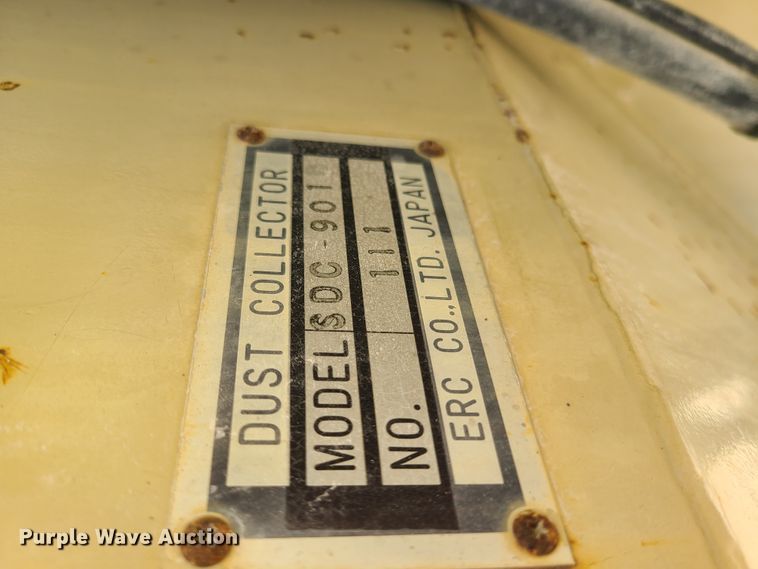 DUST COLLECTOR
MODEL SDC-901
NO. 111
ERC CO.,LTD. JAPAN
Purple Wave Auction